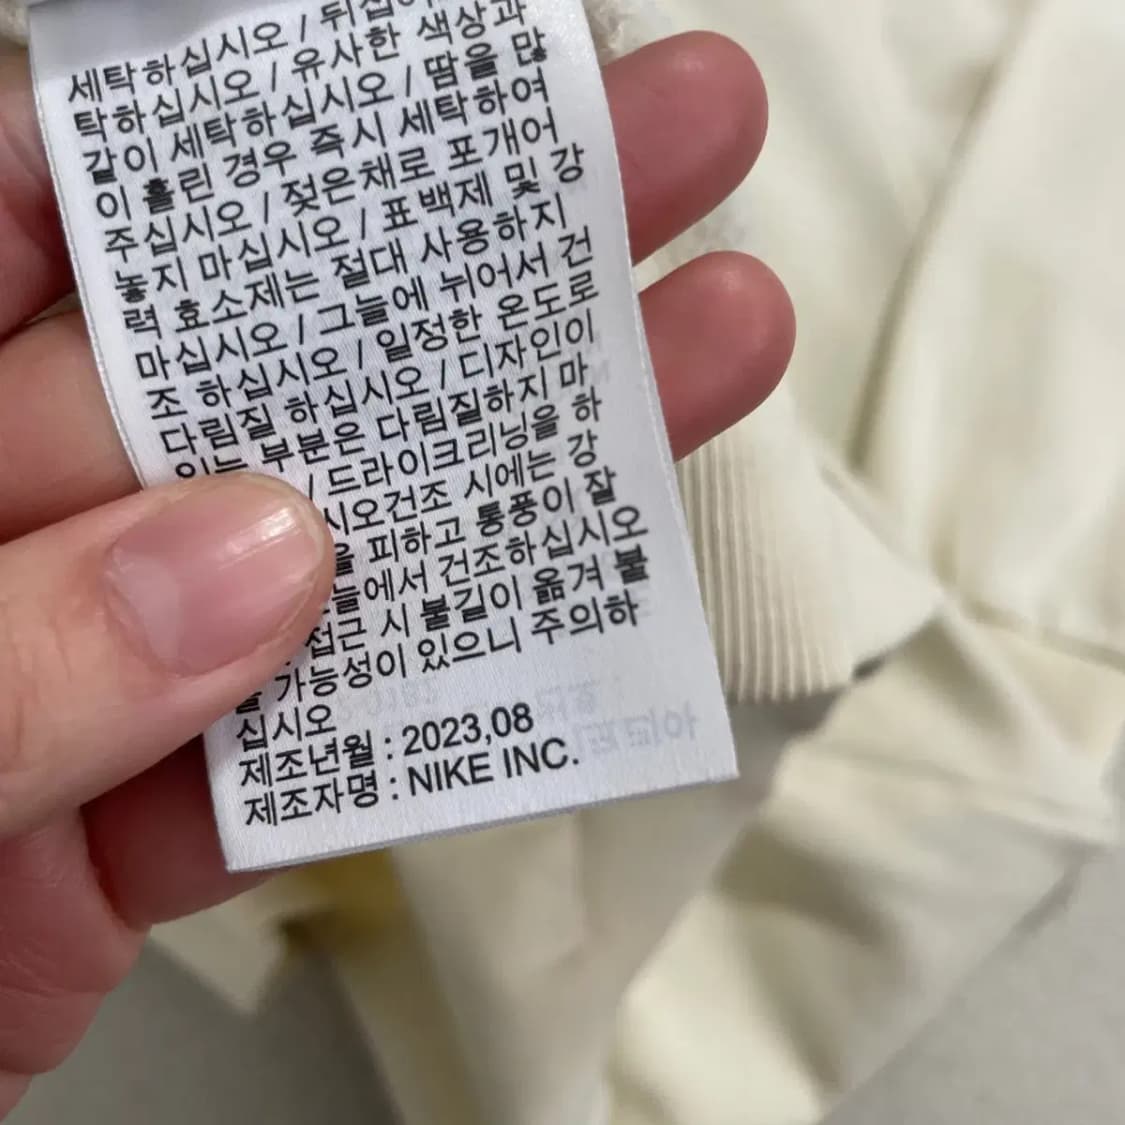 세탁하십시오 / 뒤집어
탁하십시오 / 유사한 색상과
같이 세탁하십시오 / 땀을 많
이 흘린 경우 즉시 세탁하여
주십시오 / 젖은채로 포개어
놓지 마십시오 / 표백제 및 강
력 효소제는 절대 사용하지
마십시오 / 그늘에 뉘어서 건
조 하십시오 / 일정한 온도로
다림질 하십시오 / 디자인이
있는 부분은 다림질하지 마
/ 드라이크리닝을 하
시오건조 시에는 강
을 피하고 통풍이 잘
늘에서 건조하십시오
접근 시 불길이 옮겨 붙
을 가능성이 있으니 주의하
십시오
제조년월 : 2023,08
제조자명 : NIKE INC.